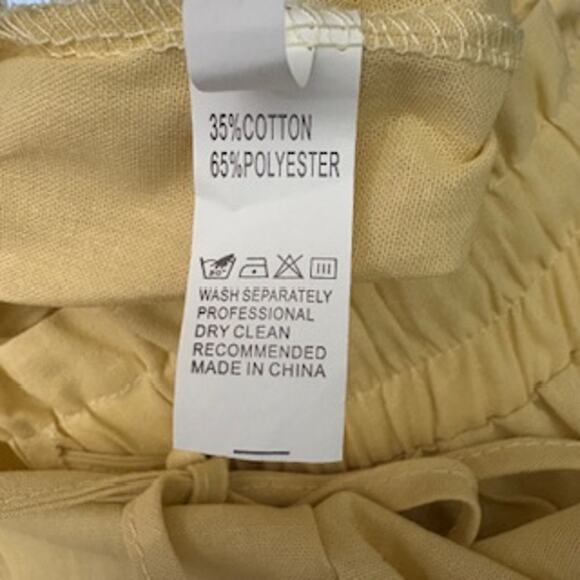 35%COTTON
65%POLYESTER
WASH SEPARATELY
PROFESSIONAL
DRY CLEAN
RECOMMENDED
MADE IN CHINA